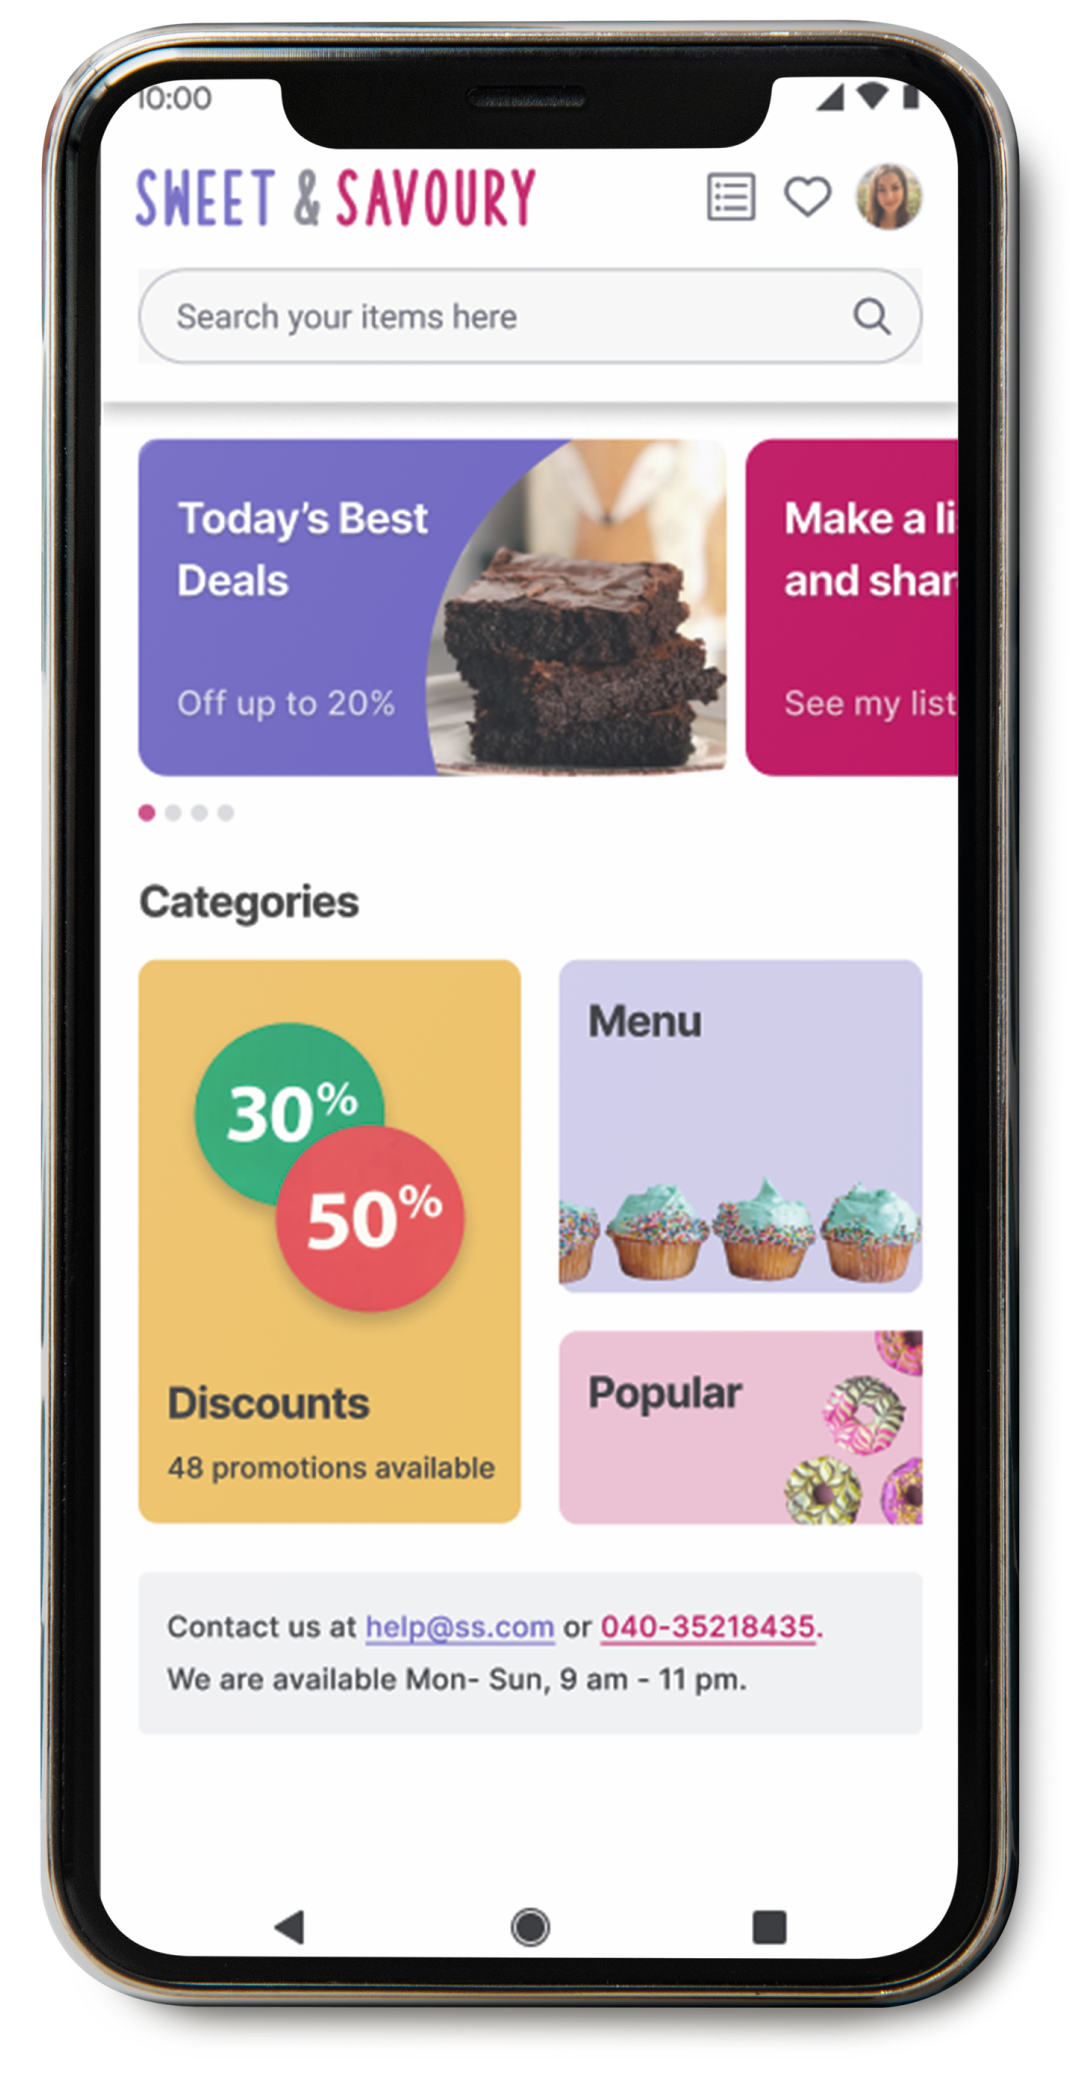 10:00
SWEET & SAVOURY
Search your items here
Today's Best
Deals
Off up to 20%
Make a li
and shar
See my list
Categories
30%
50%
Discounts
48 promotions available
Menu
Popular
Contact us at help@ss.com or 040-35218435.
We are available Mon- Sun, 9 am - 11 pm.